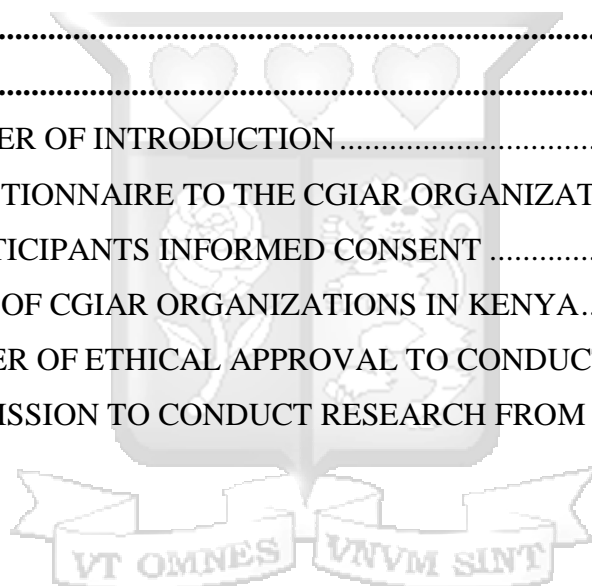 ........................................................................
........................................................................
ER OF INTRODUCTION..............................
TIONNAIRE TO THE CGIAR ORGANIZAT
TICIPANTS INFORMED CONSENT ............
OF CGIAR ORGANIZATIONS IN KENYA..
ER OF ETHICAL APPROVAL TO CONDUCT
ISSION TO CONDUCT RESEARCH FROM
VT OMNES VNVM SINT